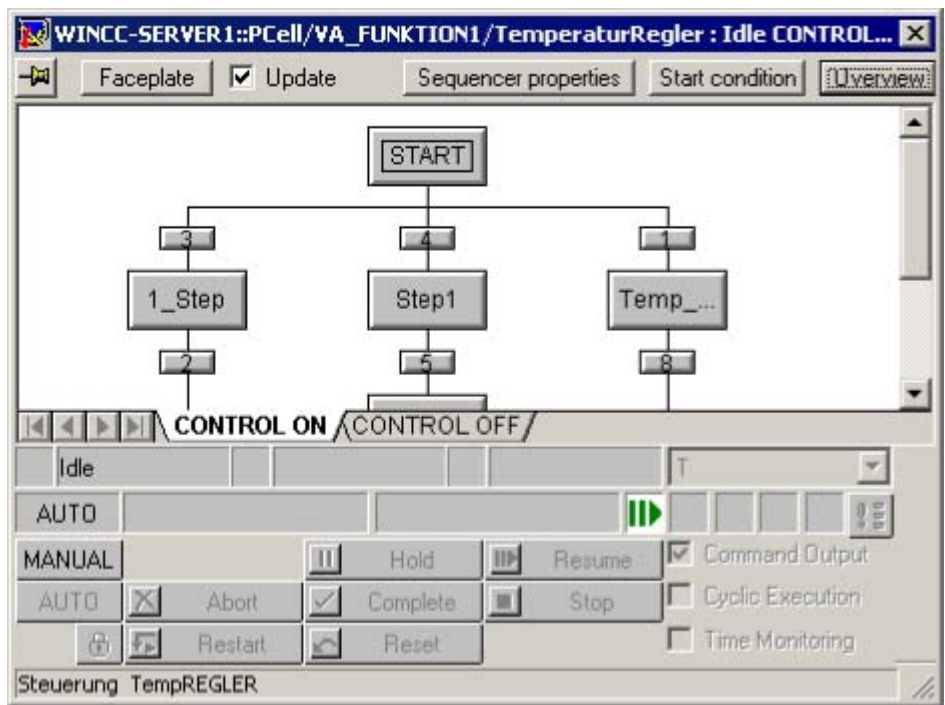 WINCC-SERVER1::PCell/VA_FUNKTION1/TemperaturRegler : Idle CONTROL...
Faceplate Update Sequencer properties Start condition Overview
START
3 4 1
1_Step Step1 Temp_...
2 5 8
CONTROL ON CONTROL OFF
Idle T
AUTO
MANUAL Hold Resume Command Output
AUTO Abort Complete Stop Cyclic Execution
Restart Reset Time Monitoring
Steuerung TempREGLER